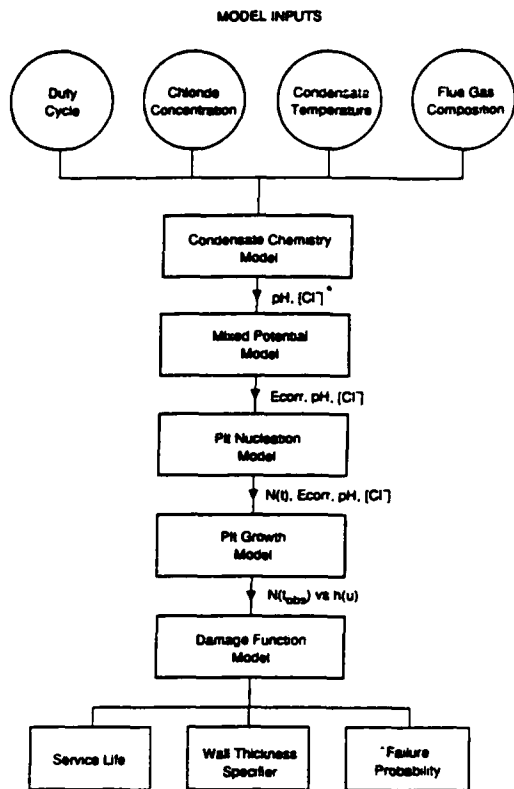 MODEL INPUTS
Duty
Cycle
Chloride
Concentration
Condensate
Temperature
Flue Gas
Composition
Condensate Chemistry
Model
pH, [Cl⁻]*
Mixed Potential
Model
Ecorr, pH, [Cl⁻]
Pit Nucleation
Model
N(t), Ecorr, pH, [Cl⁻]
Pit Growth
Model
N(t_obs) vs h(u)
Damage Function
Model
Service Life
Wall Thickness
Specifier
Failure
Probability